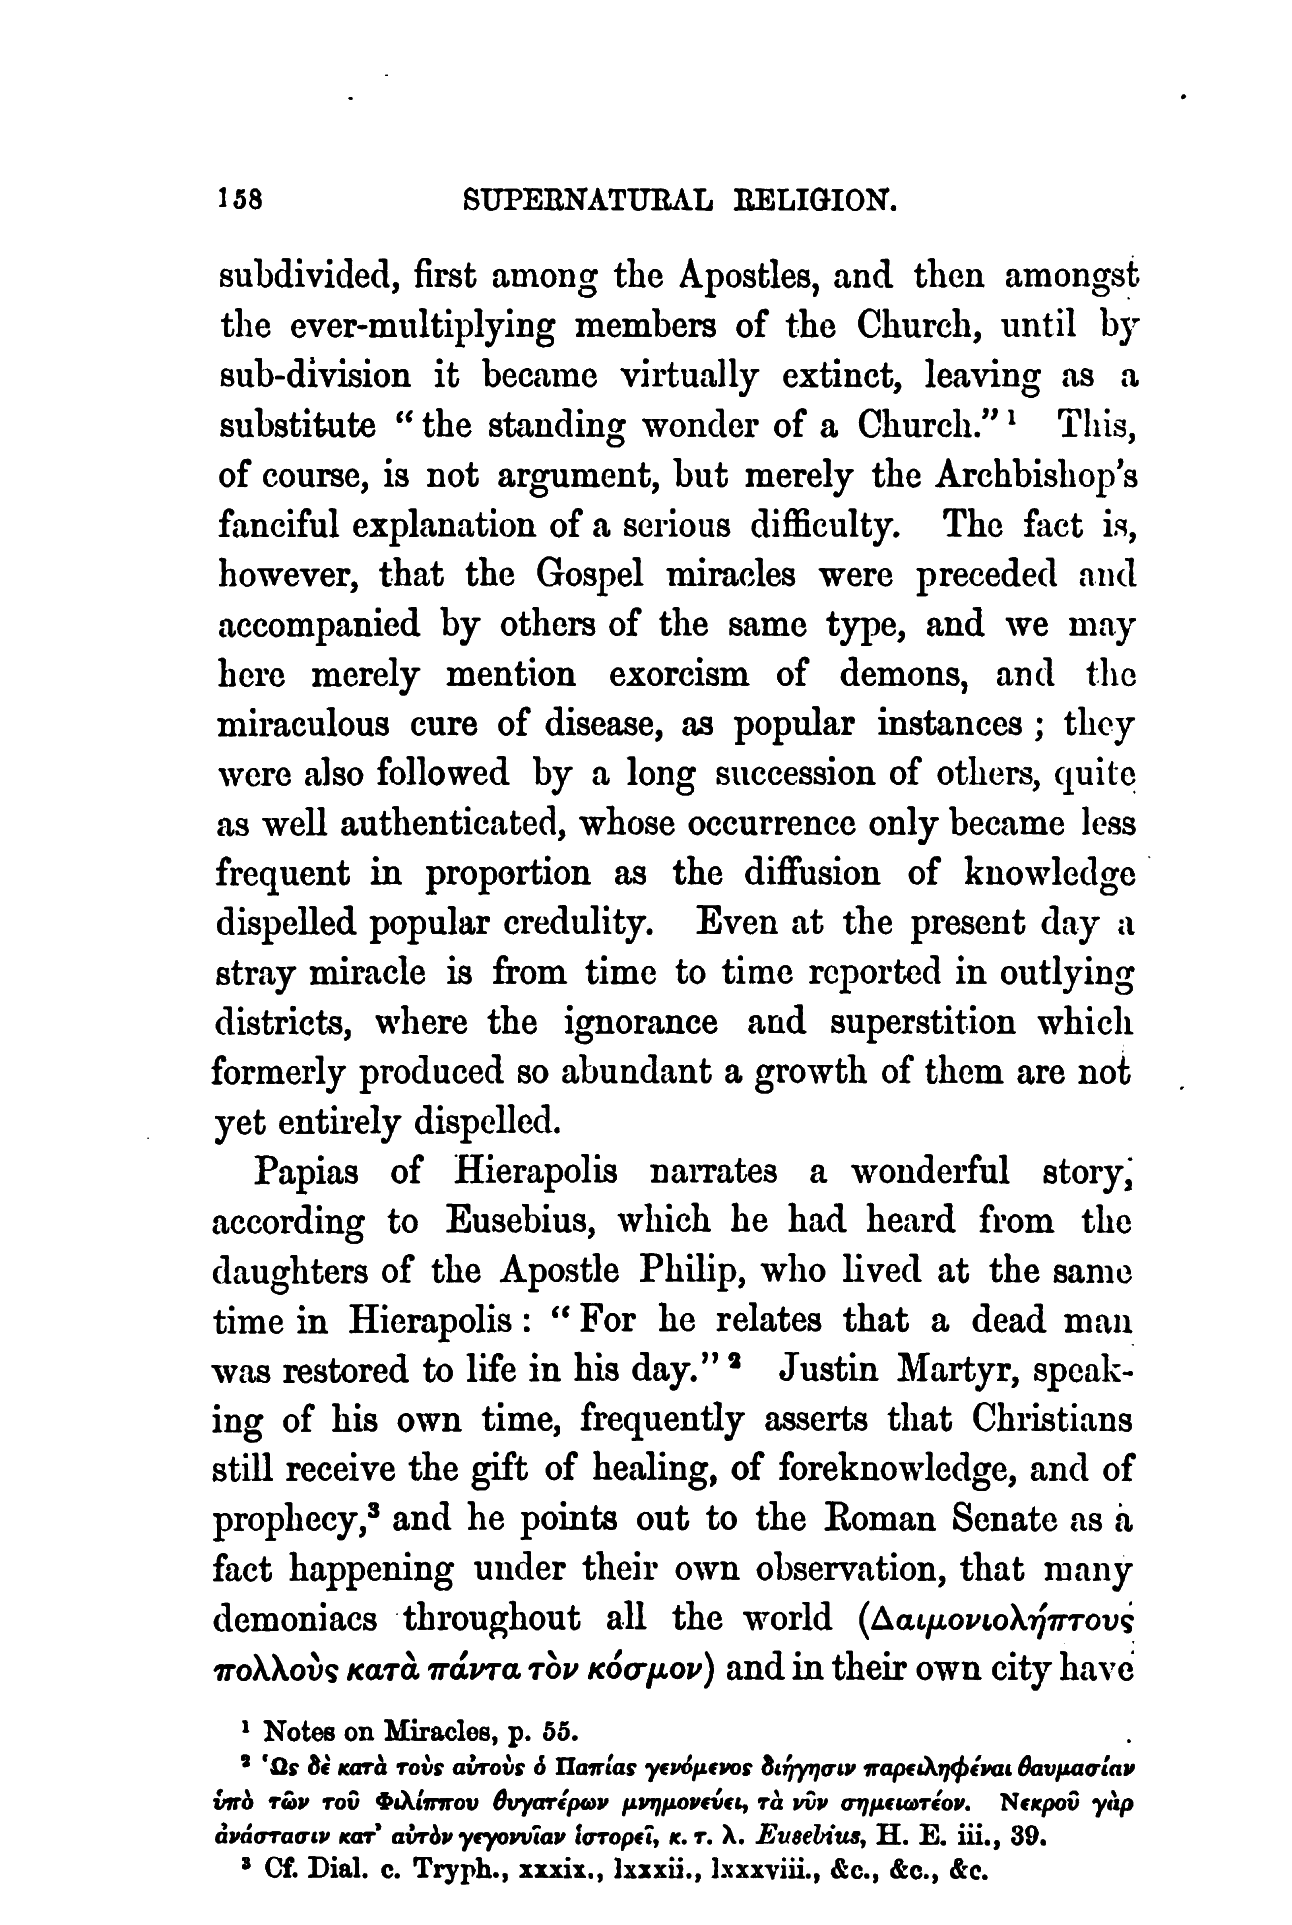 158 SUPERNATURAL RELIGION.
subdivided, first among the Apostles, and then amongst
the ever-multiplying members of the Church, until by
sub-division it became virtually extinct, leaving as a
substitute “the standing wonder of a Church.”¹ This,
of course, is not argument, but merely the Archbishop’s
fanciful explanation of a serious difficulty. The fact is,
however, that the Gospel miracles were preceded and
accompanied by others of the same type, and we may
here merely mention exorcism of demons, and the
miraculous cure of disease, as popular instances ; they
were also followed by a long succession of others, quite
as well authenticated, whose occurrence only became less
frequent in proportion as the diffusion of knowledge
dispelled popular credulity. Even at the present day a
stray miracle is from time to time reported in outlying
districts, where the ignorance and superstition which
formerly produced so abundant a growth of them are not
yet entirely dispelled.
Papias of Hierapolis narrates a wonderful story,
according to Eusebius, which he had heard from the
daughters of the Apostle Philip, who lived at the same
time in Hierapolis : “For he relates that a dead man
was restored to life in his day.”² Justin Martyr, speak-
ing of his own time, frequently asserts that Christians
still receive the gift of healing, of foreknowledge, and of
prophecy,³ and he points out to the Roman Senate as a
fact happening under their own observation, that many
demoniacs throughout all the world (Δαιμονιολήπτους
πολλοὺς κατὰ πάντα τὸν κόσμον) and in their own city have
¹ Notes on Miracles, p. 55.
² Ὡς δὲ κατὰ τοὺς αὐτοὺς ὁ Παπίας γενόμενος διήγησιν παρειληφέναι θαυμασίαν
ὑπὸ τῶν τοῦ Φιλίππου θυγατέρων μνημονεύει, τὰ νῦν σημειωτέον. Νεκροῦ γὰρ
ἀνάστασιν κατ’ αὐτὸν γεγονυῖαν ἱστορεῖ, κ. τ. λ. Eusebius, H. E. iii., 39.
³ Cf. Dial. c. Tryph., xxxix., lxxxii., lxxxviii., &c., &c., &c.